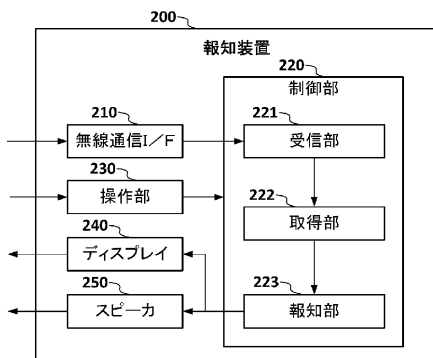 200
報知装置
220
制御部
210
無線通信I／F
221
受信部
230
操作部
222
取得部
240
ディスプレイ
250
スピーカ
223
報知部